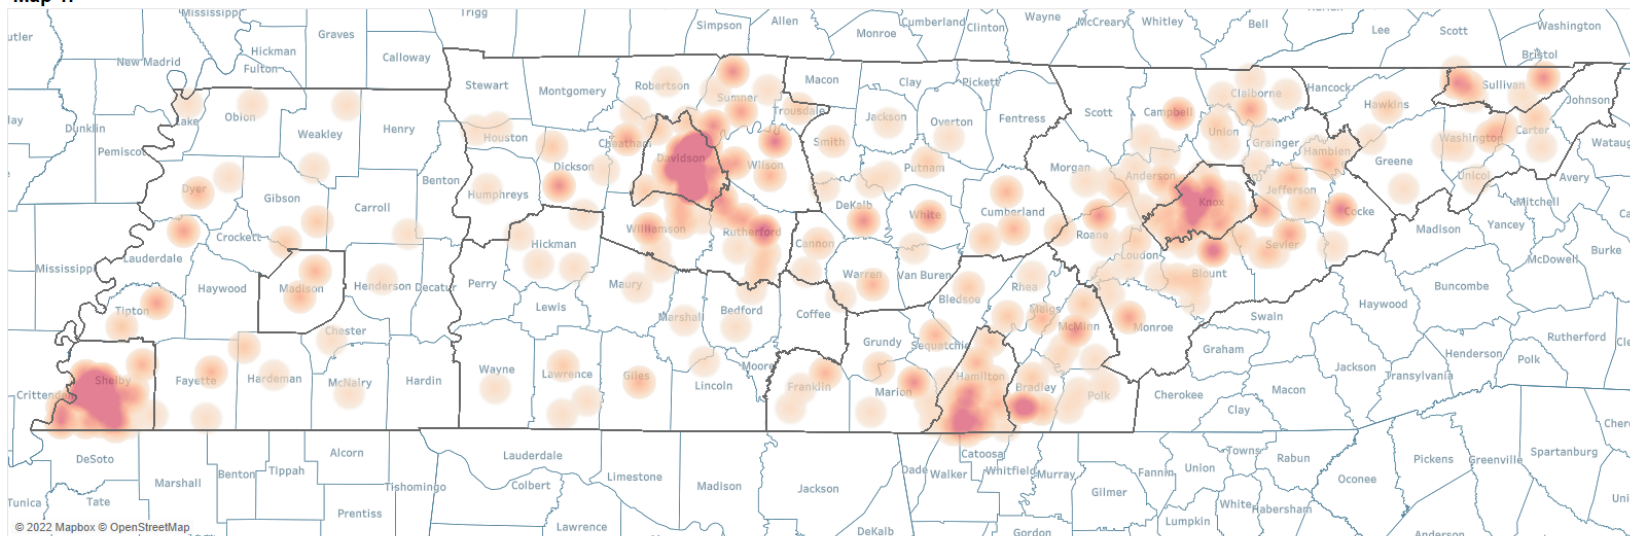 Mississippi
Trigg
Simpson
Allen
Monroe
Cumberland
Clinton
Wayne
McCreary
Whitley
Bell
Lee
Scott
Washington
Bristol
utler
New Madrid
Hickman
Fulton
Graves
Calloway
Stewart
Montgomery
Robertson
Sumner
Trousdale
Macon
Clay
Pickett
Scott
Campbell
Claiborne
Hancock
Hawkins
Sullivan
Johnson
Dunklin
Lake
Obion
Weakley
Henry
Houston
Cheatham
Davidson
Wilson
Smith
Jackson
Overton
Fentress
Union
Grainger
Hamblen
Washington
Carter
Pemiscot
Dyer
Gibson
Carroll
Benton
Humphreys
Dickson
DeKalb
Putnam
Morgan
Anderson
Knox
Jefferson
Greene
Unicoi
Avery
Watau
Crockett
Lauderdale
Hickman
Williamson
Rutherford
Cannon
White
Cumberland
Roane
Loudon
Blount
Sevier
Cocke
Madison
Yancey
Mitchell
Burke
McDowell
Mississippi
Haywood
Madison
Henderson
Decatur
Perry
Maury
Warren
Van Buren
Bledsoe
Rhea
Meigs
McMinn
Monroe
Swain
Haywood
Buncombe
Tipton
Chester
Lewis
Marshall
Bedford
Coffee
Grundy
Sequatchie
Graham
Jackson
Henderson
Rutherford
Polk
Transylvania
Crittenden
Shelby
Fayette
Hardeman
McNairy
Hardin
Wayne
Lawrence
Giles
Lincoln
Moore
Franklin
Marion
Hamilton
Bradley
Polk
Cherokee
Clay
Macon
DeSoto
Marshall
Benton
Tippah
Alcorn
Tishomingo
Lauderdale
Colbert
Limestone
Madison
Jackson
Dade
Walker
Catoosa
Whitfield
Murray
Gilmer
Fannin
Union
Towns
Rabun
Oconee
Pickens
Greenville
Spartanburg
Tunica
Tate
Prentiss
Lawrence
DeKalb
Gordon
Lumpkin
White
Habersham
Anderson
© 2022 Mapbox © OpenStreetMap